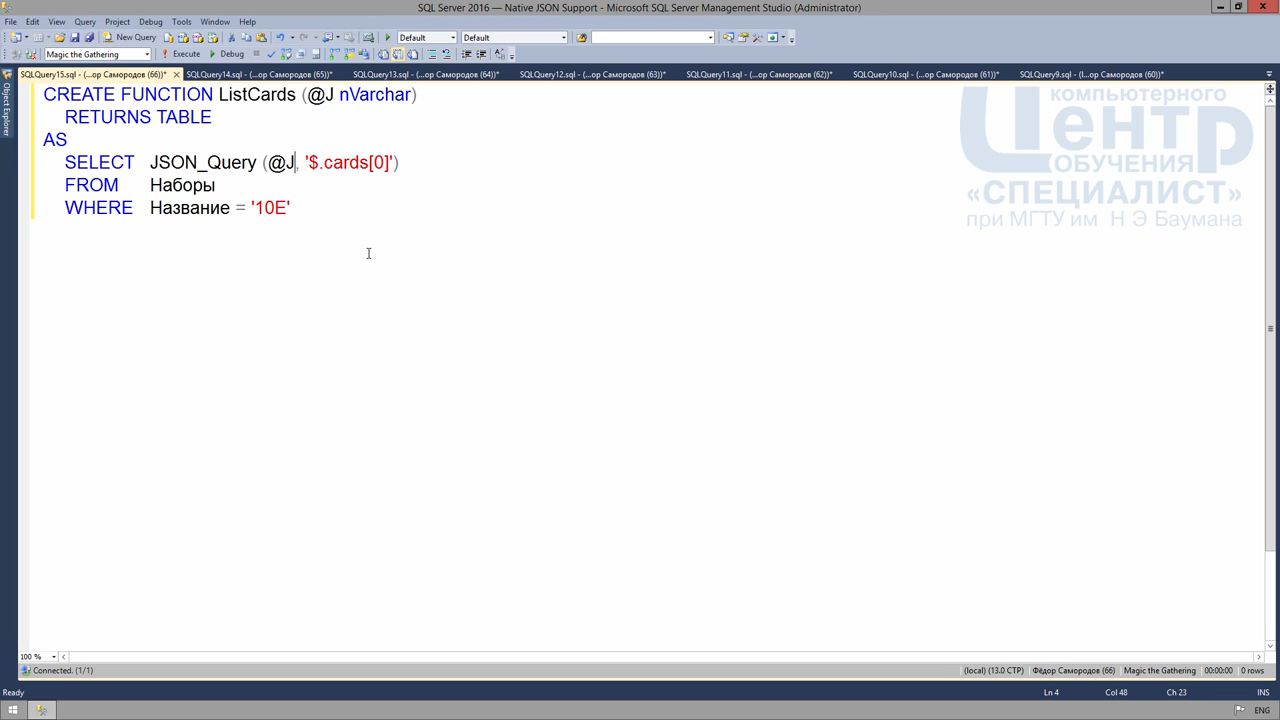 SQL Server 2016 — Native JSON Support - Microsoft SQL Server Management Studio (Administrator)
File Edit View Query Project Debug Tools Window Help
New Query
Magic the Gathering Execute Debug Default Default
SQLQuery15.sql - (...ор Самородов (66))* SQLQuery14.sql - (...ор Самородов (65))* SQLQuery13.sql - (...ор Самородов (64))* SQLQuery12.sql - (...ор Самородов (63))* SQLQuery11.sql - (...ор Самородов (62))* SQLQuery10.sql - (...ор Самородов (61))* SQLQuery9.sql - (...ор Самородов (60))*
Object Explorer
CREATE FUNCTION ListCards (@J nVarchar)
RETURNS TABLE
AS
SELECT JSON_Query (@J, '$.cards[0]')
FROM Наборы
WHERE Название = '10E'
компьютерного
Центр
ОБУЧЕНИЯ
«СПЕЦИАЛИСТ»
при МГТУ им Н Э Баумана
100 %
Connected. (1/1) (local) (13.0 CTP) Фёдор Самородов (66) Magic the Gathering 00:00:00 0 rows
Ready Ln 4 Col 48 Ch 23 INS
ENG